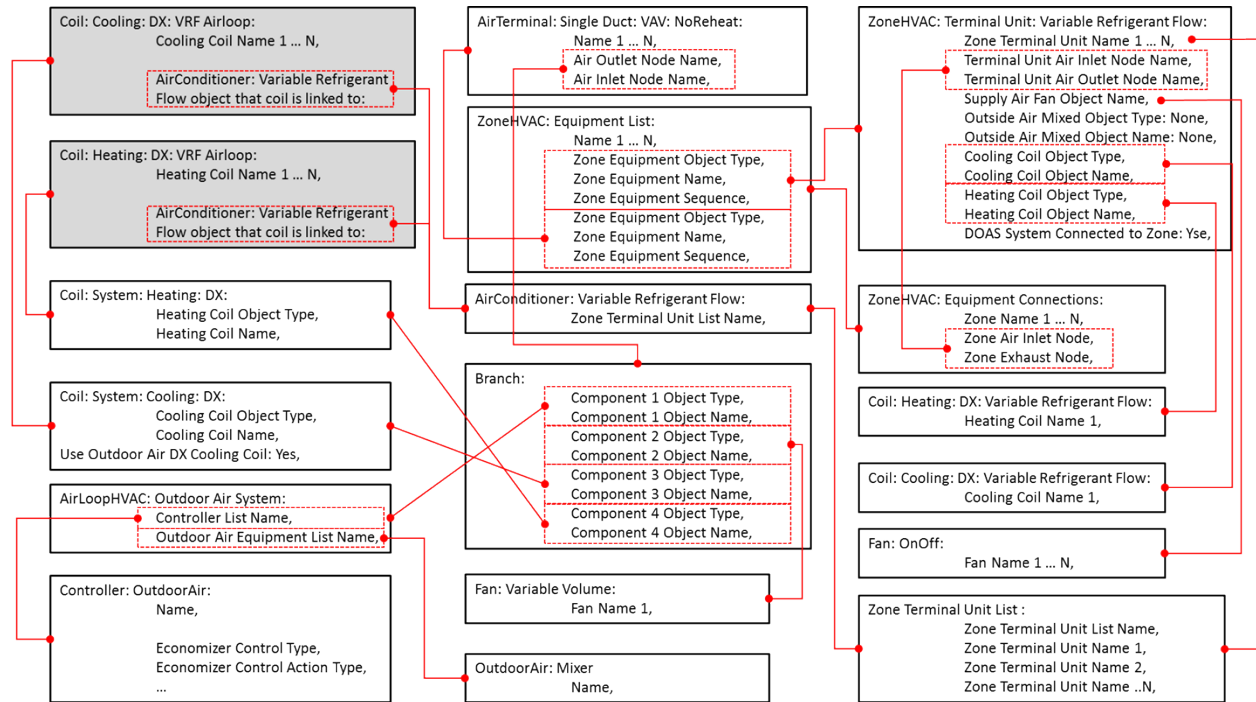 Coil: Cooling: DX: VRF Airloop:
Cooling Coil Name 1 ... N,
AirConditioner: Variable Refrigerant
Flow object that coil is linked to:
Coil: Heating: DX: VRF Airloop:
Heating Coil Name 1 ... N,
AirConditioner: Variable Refrigerant
Flow object that coil is linked to:
Coil: System: Heating: DX:
Heating Coil Object Type,
Heating Coil Name,
Coil: System: Cooling: DX:
Cooling Coil Object Type,
Cooling Coil Name,
Use Outdoor Air DX Cooling Coil: Yes,
AirLoopHVAC: Outdoor Air System:
Controller List Name,
Outdoor Air Equipment List Name,
Controller: OutdoorAir:
Name,
Economizer Control Type,
Economizer Control Action Type,
...
AirTerminal: Single Duct: VAV: NoReheat:
Name 1 ... N,
Air Outlet Node Name,
Air Inlet Node Name,
ZoneHVAC: Equipment List:
Name 1 ... N,
Zone Equipment Object Type,
Zone Equipment Name,
Zone Equipment Sequence,
Zone Equipment Object Type,
Zone Equipment Name,
Zone Equipment Sequence,
AirConditioner: Variable Refrigerant Flow:
Zone Terminal Unit List Name,
Branch:
Component 1 Object Type,
Component 1 Object Name,
Component 2 Object Type,
Component 2 Object Name,
Component 3 Object Type,
Component 3 Object Name,
Component 4 Object Type,
Component 4 Object Name,
Fan: Variable Volume:
Fan Name 1,
OutdoorAir: Mixer
Name,
ZoneHVAC: Terminal Unit: Variable Refrigerant Flow:
Zone Terminal Unit Name 1 ... N,
Terminal Unit Air Inlet Node Name,
Terminal Unit Air Outlet Node Name,
Supply Air Fan Object Name,
Outside Air Mixed Object Type: None,
Outside Air Mixed Object Name: None,
Cooling Coil Object Type,
Cooling Coil Object Name,
Heating Coil Object Type,
Heating Coil Object Name,
DOAS System Connected to Zone: Yse,
ZoneHVAC: Equipment Connections:
Zone Name 1 ... N,
Zone Air Inlet Node,
Zone Exhaust Node,
Coil: Heating: DX: Variable Refrigerant Flow:
Heating Coil Name 1,
Coil: Cooling: DX: Variable Refrigerant Flow:
Cooling Coil Name 1,
Fan: OnOff:
Fan Name 1 ... N,
Zone Terminal Unit List :
Zone Terminal Unit List Name,
Zone Terminal Unit Name 1,
Zone Terminal Unit Name 2,
Zone Terminal Unit Name ..N,